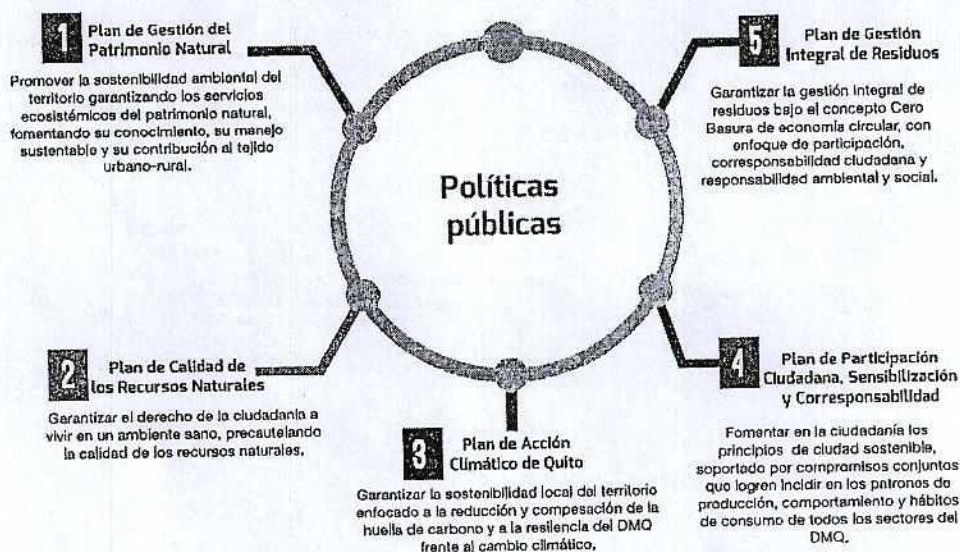 Políticas
públicas
1
Plan de Gestión del
Patrimonio Natural
Promover la sostenibilidad ambiental del
territorio garantizando los servicios
ecosistémicos del patrimonio natural,
fomentando su conocimiento, su manejo
sustentable y su contribución al tejido
urbano-rural.
2
Plan de Calidad de
los Recursos Naturales
Garantizar el derecho de la ciudadanía a
vivir en un ambiente sano, precautelando
la calidad de los recursos naturales.
3
Plan de Acción
Climático de Quito
Garantizar la sostenibilidad local del territorio
enfocado a la reducción y compesación de la
huella de carbono y a la resiliencia del DMQ
frente al cambio climático.
4
Plan de Participación
Ciudadana, Sensibilización
y Corresponsabilidad
Fomentar en la ciudadanía los
principios de ciudad sostenible,
soportado por compromisos conjuntos
que logren incidir en los patrones de
producción, comportamiento y hábitos
de consumo de todos los sectores del
DMQ.
5
Plan de Gestión
Integral de Residuos
Garantizar la gestión integral de
residuos bajo el concepto Cero
Basura de economía circular, con
enfoque de participación,
corresponsabilidad ciudadana y
responsabilidad ambiental y social.